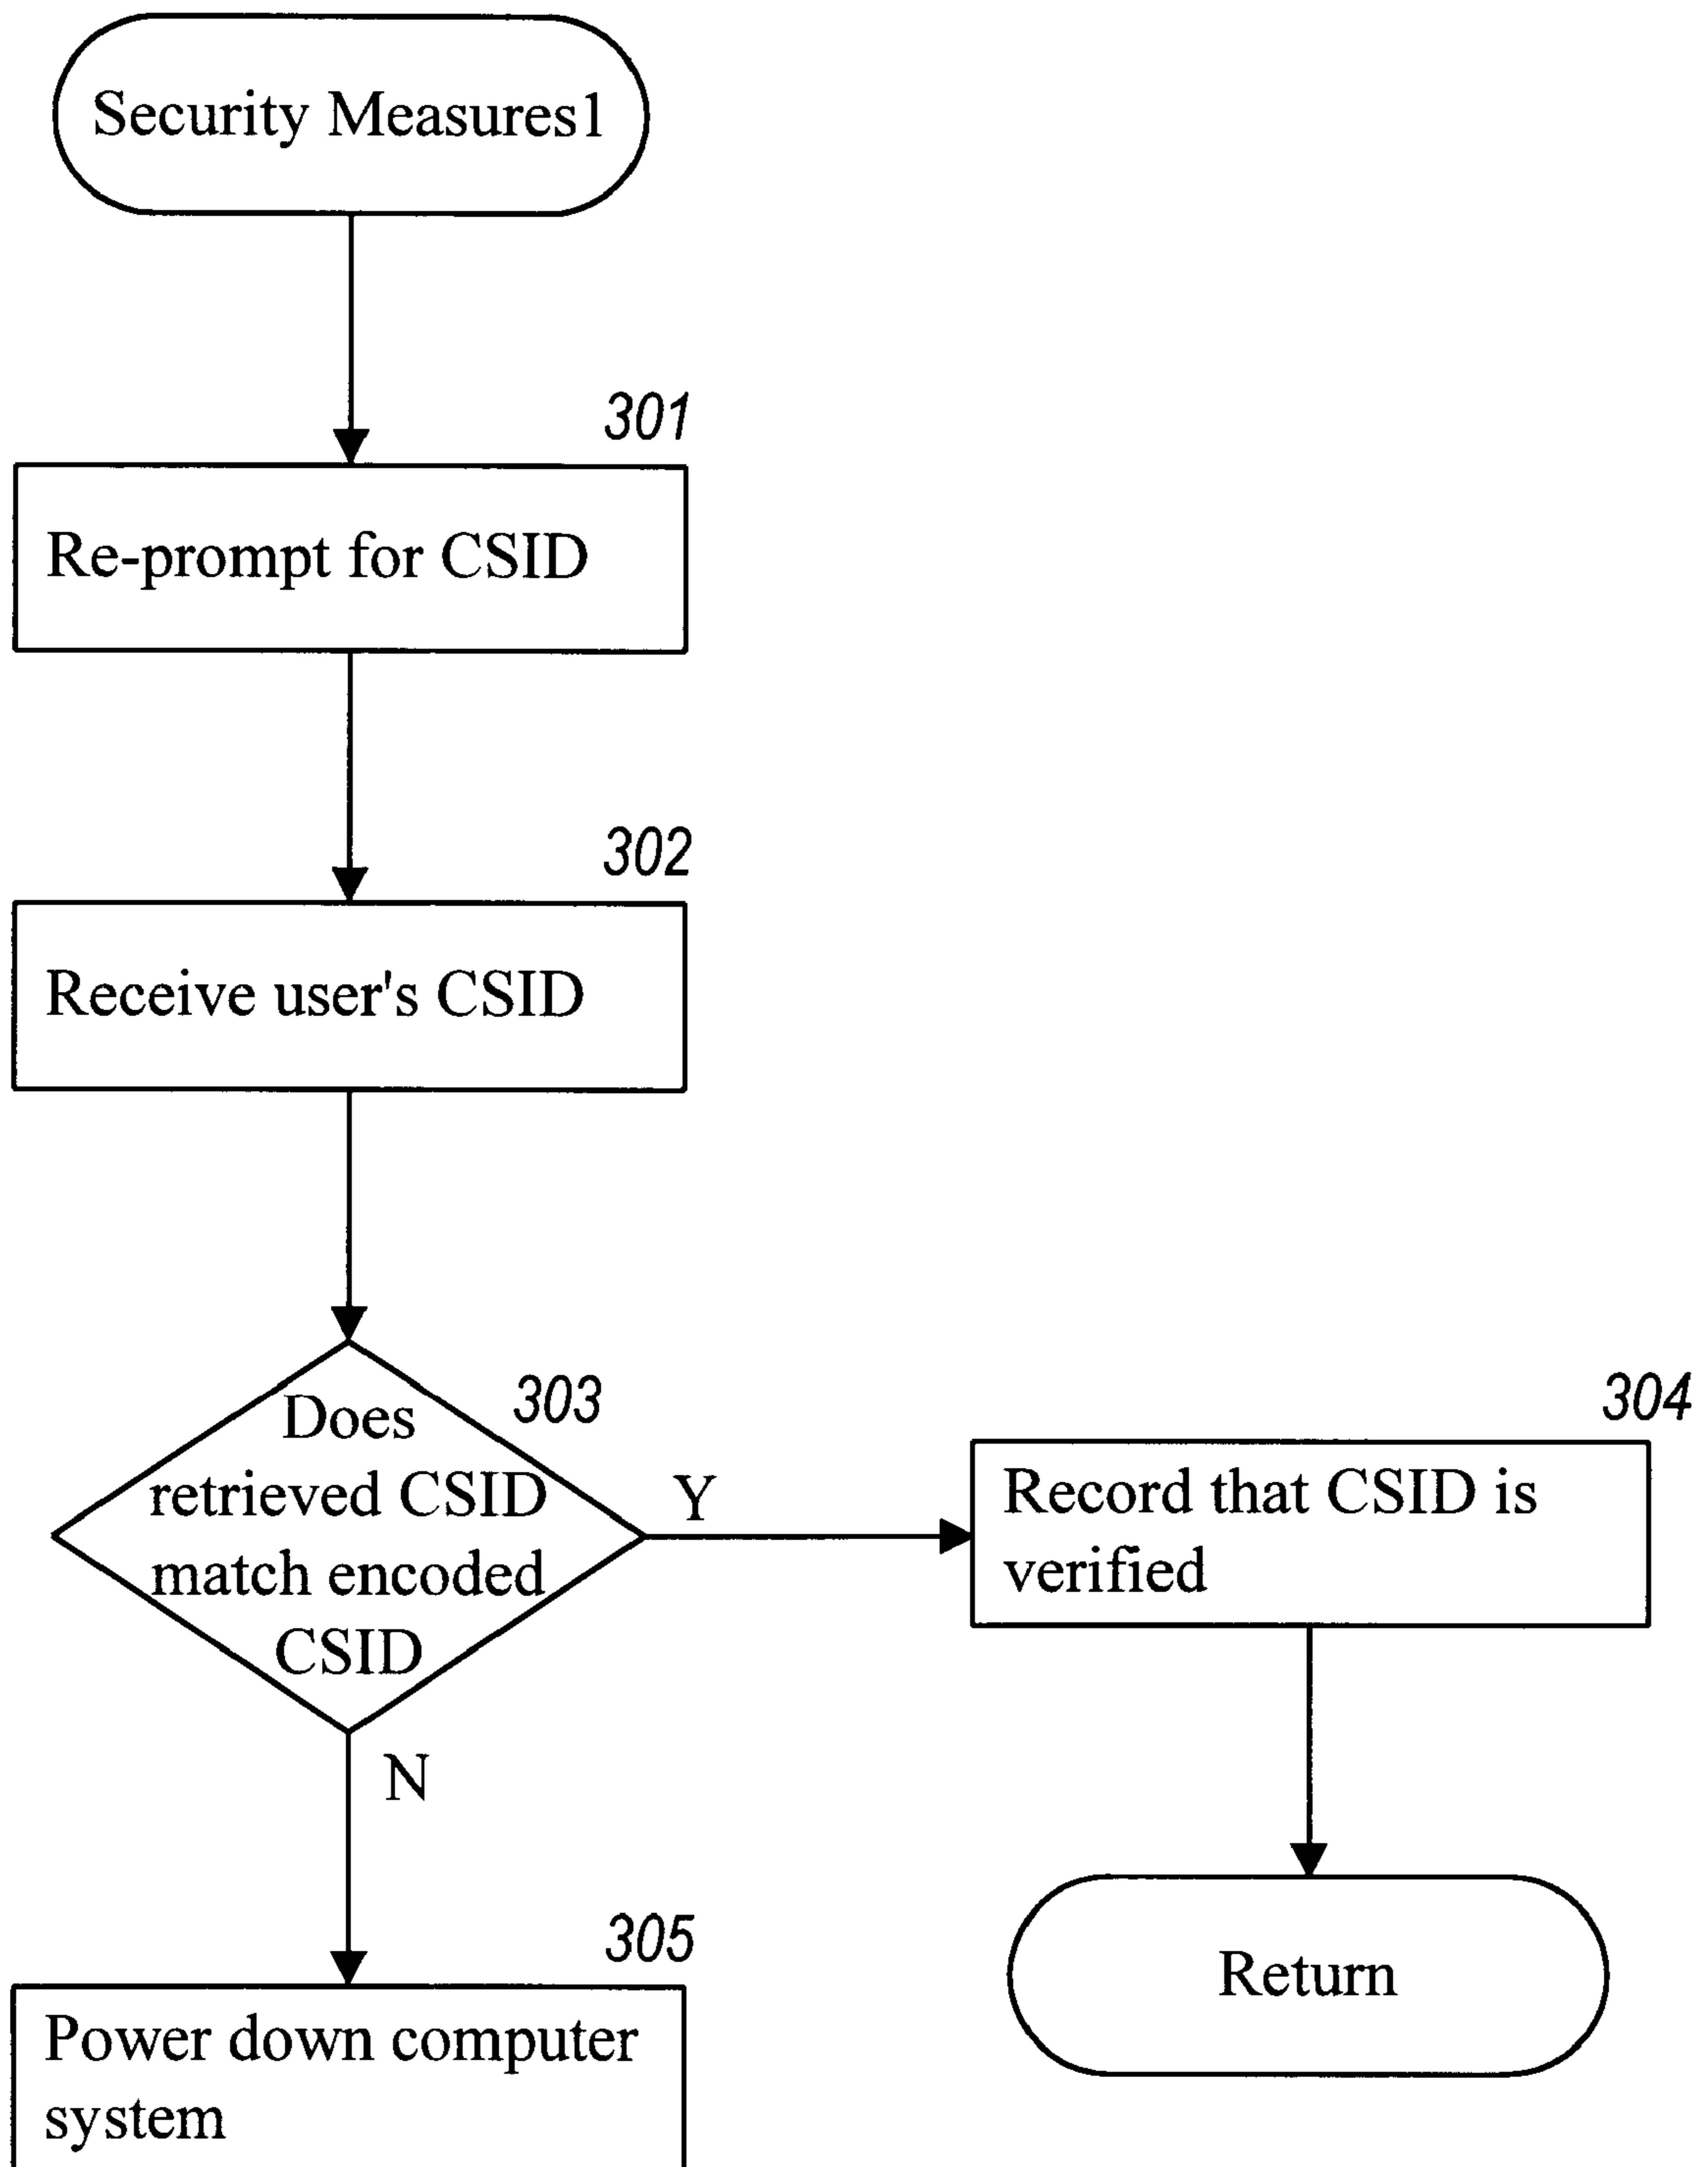 Security Measures1
301
Re-prompt for CSID
302
Receive user's CSID
303
Does
retrieved CSID
match encoded
CSID
Y
304
Record that CSID is
verified
N
Return
305
Power down computer
system